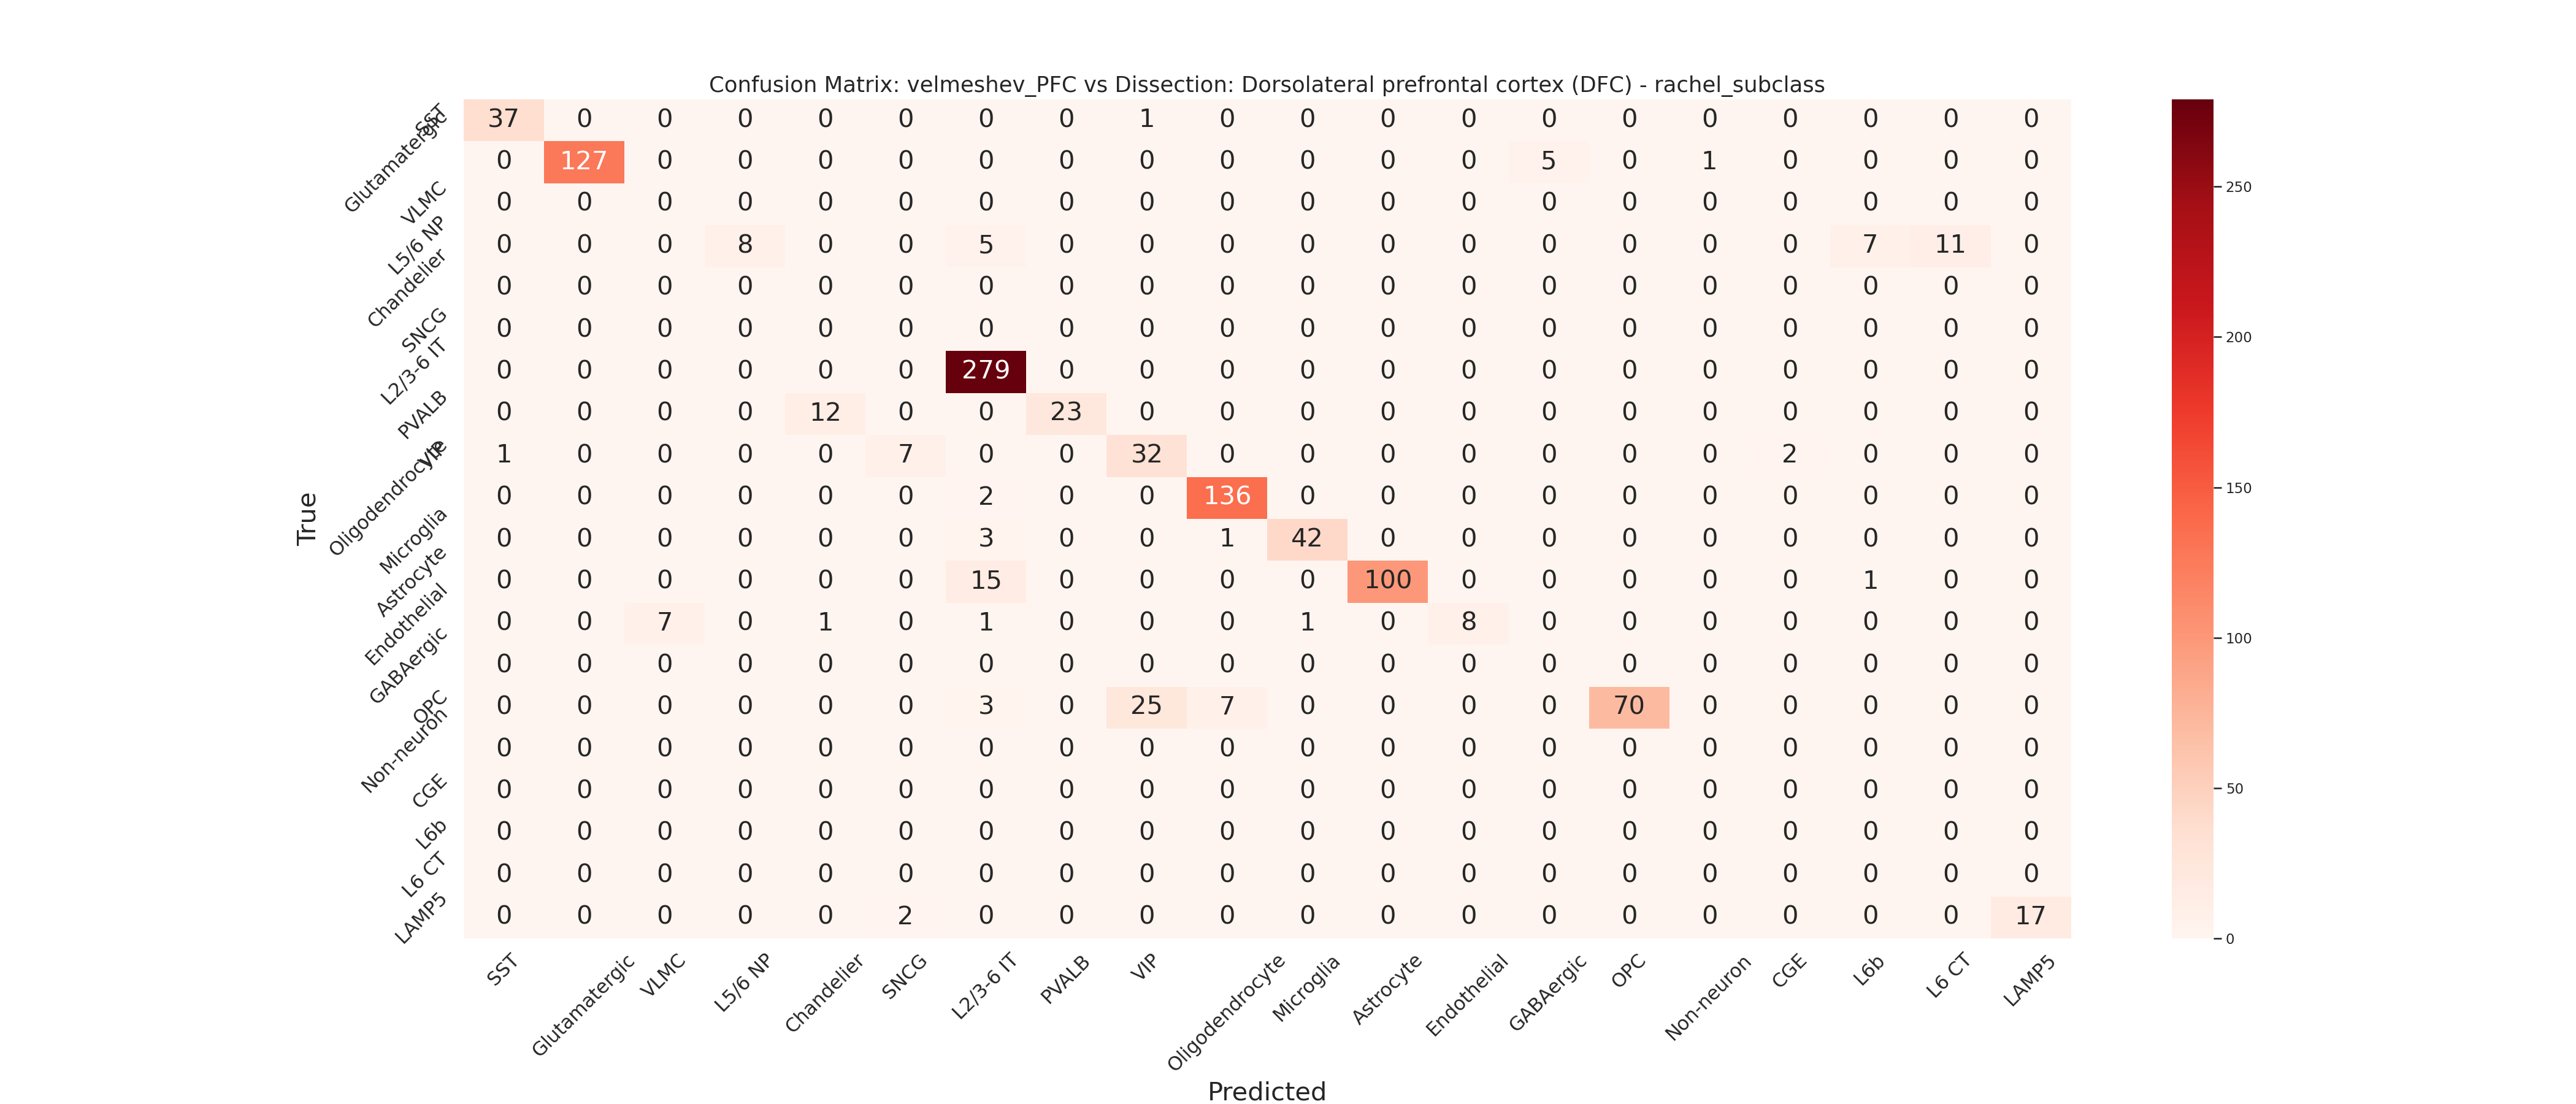 Confusion Matrix: velmeshev_PFC vs Dissection: Dorsolateral prefrontal cortex (DFC) - rachel_subclass
SST 37 0 0 0 0 0 0 0 1 0 0 0 0 0 0 0 0 0 0 0
Glutamatergic 0 127 0 0 0 0 0 0 0 0 0 0 0 5 0 1 0 0 0 0
VLMC 0 0 0 0 0 0 0 0 0 0 0 0 0 0 0 0 0 0 0 0
L5/6 NP 0 0 0 8 0 0 5 0 0 0 0 0 0 0 0 0 0 7 11 0
Chandelier 0 0 0 0 0 0 0 0 0 0 0 0 0 0 0 0 0 0 0 0
SNCG 0 0 0 0 0 0 0 0 0 0 0 0 0 0 0 0 0 0 0 0
L2/3-6 IT 0 0 0 0 0 0 279 0 0 0 0 0 0 0 0 0 0 0 0 0
PVALB 0 0 0 0 12 0 0 23 0 0 0 0 0 0 0 0 0 0 0 0
VIP 1 0 0 0 0 7 0 0 32 0 0 0 0 0 0 0 2 0 0 0
Oligodendrocyte 0 0 0 0 0 0 2 0 0 136 0 0 0 0 0 0 0 0 0 0
Microglia 0 0 0 0 0 0 3 0 0 1 42 0 0 0 0 0 0 0 0 0
Astrocyte 0 0 0 0 0 0 15 0 0 0 0 100 0 0 0 0 0 1 0 0
Endothelial 0 0 7 0 1 0 1 0 0 0 1 0 8 0 0 0 0 0 0 0
GABAergic 0 0 0 0 0 0 0 0 0 0 0 0 0 0 0 0 0 0 0 0
OPC 0 0 0 0 0 0 3 0 25 7 0 0 0 0 70 0 0 0 0 0
Non-neuron 0 0 0 0 0 0 0 0 0 0 0 0 0 0 0 0 0 0 0 0
CGE 0 0 0 0 0 0 0 0 0 0 0 0 0 0 0 0 0 0 0 0
L6b 0 0 0 0 0 0 0 0 0 0 0 0 0 0 0 0 0 0 0 0
L6 CT 0 0 0 0 0 0 0 0 0 0 0 0 0 0 0 0 0 0 0 0
LAMP5 0 0 0 0 0 2 0 0 0 0 0 0 0 0 0 0 0 0 0 17
True
SST Glutamatergic VLMC L5/6 NP Chandelier SNCG L2/3-6 IT PVALB VIP Oligodendrocyte Microglia Astrocyte Endothelial GABAergic OPC Non-neuron CGE L6b L6 CT LAMP5
Predicted
250
200
150
100
50
0